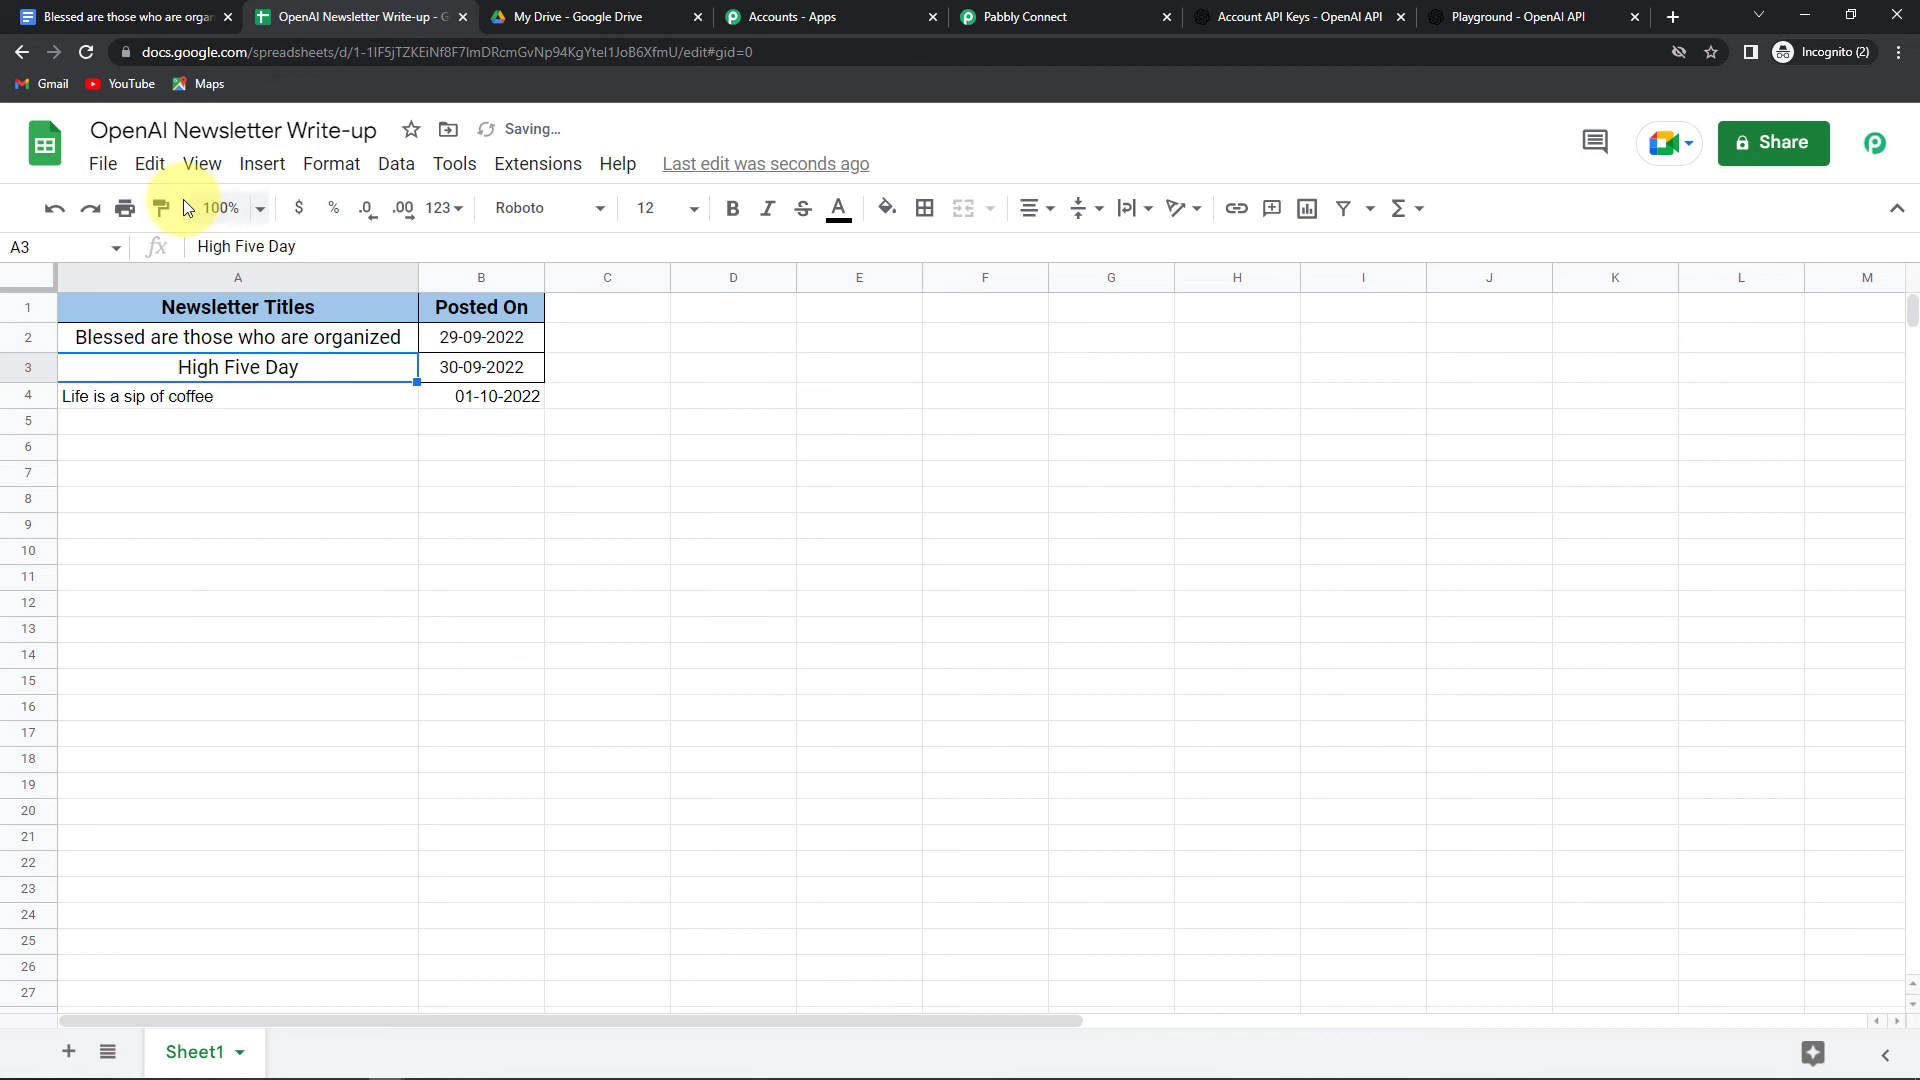 Blessed are those who are organ
OpenAI Newsletter Write-up - G
My Drive - Google Drive
Accounts - Apps
Pabbly Connect
Account API Keys - OpenAI API
Playground - OpenAI API
docs.google.com/spreadsheets/d/1-1IF5jTZKEiNf8F7ImDRcmGvNp94KgYtel1JoB6XfmU/edit#gid=0
Incognito (2)
Gmail YouTube Maps
OpenAI Newsletter Write-up Saving...
File Edit View Insert Format Data Tools Extensions Help Last edit was seconds ago
Share
100% $ % .0 .00 123 Roboto 12 B I S A
A3 fx High Five Day
A B C D E F G H I J K L M
1 Newsletter Titles Posted On
2 Blessed are those who are organized 29-09-2022
3 High Five Day 30-09-2022
4 Life is a sip of coffee 01-10-2022
5
6
7
8
9
10
11
12
13
14
15
16
17
18
19
20
21
22
23
24
25
26
27
Sheet1